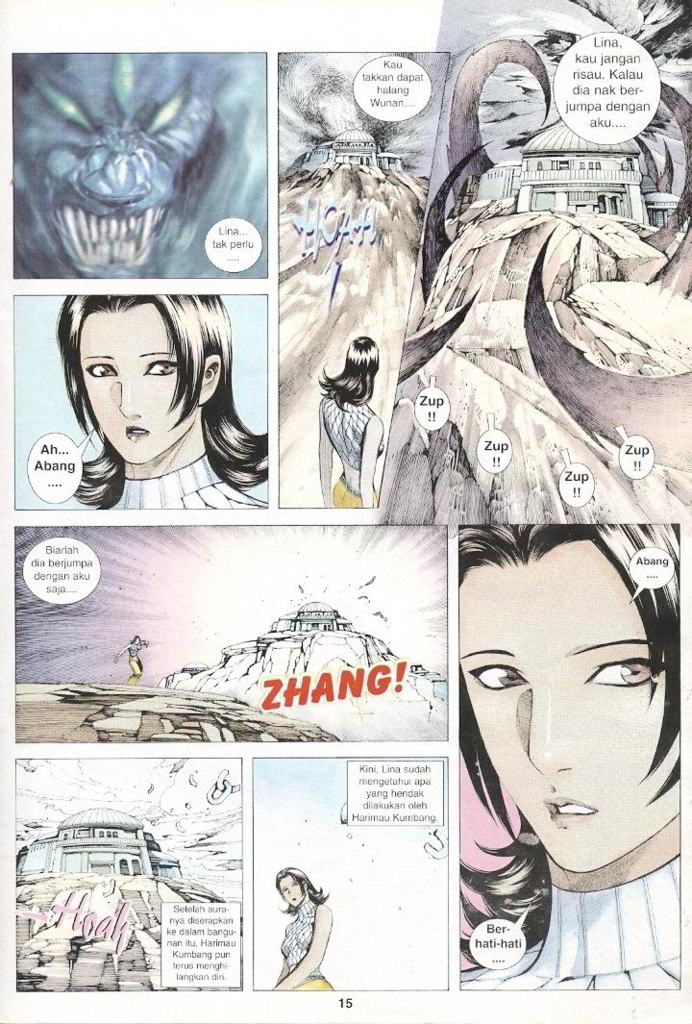 Lina...
tak perlu
....
Kau
takkan dapat
halang
Wunan....
HOAH
!
Lina,
kau jangan
risau. Kalau
dia nak ber-
jumpa dengan
aku....
Ah...
Abang
....
Zup
!!
Zup
!!
Zup
!!
Zup
!!
Biarlah
dia berjumpa
dengan aku
saja....
ZHANG!
Abang
....
Ber-
hati-hati
....
Hoah
Setelah aura-
nya diserapkan
ke dalam bangu-
nan itu, Harimau
Kumbang pun
terus menghi-
langkan diri.
Kini, Lina sudah
mengetahui apa
yang hendak
dilakukan oleh
Harimau Kumbang.
15